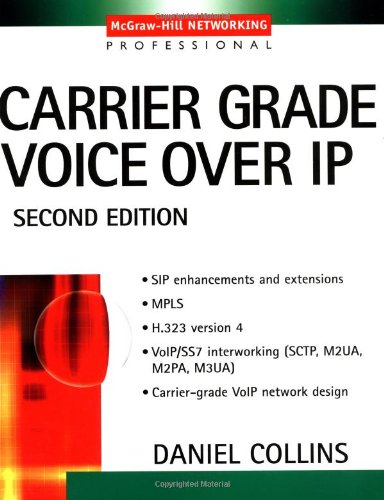 McGraw-Hill NETWORKING
PROFESSIONAL
CARRIER GRADE
VOICE OVER IP
SECOND EDITION
• SIP enhancements and extensions
• MPLS
• H.323 version 4
• VoIP/SS7 interworking (SCTP, M2UA,
M2PA, M3UA)
• Carrier-grade VoIP network design
DANIEL COLLINS